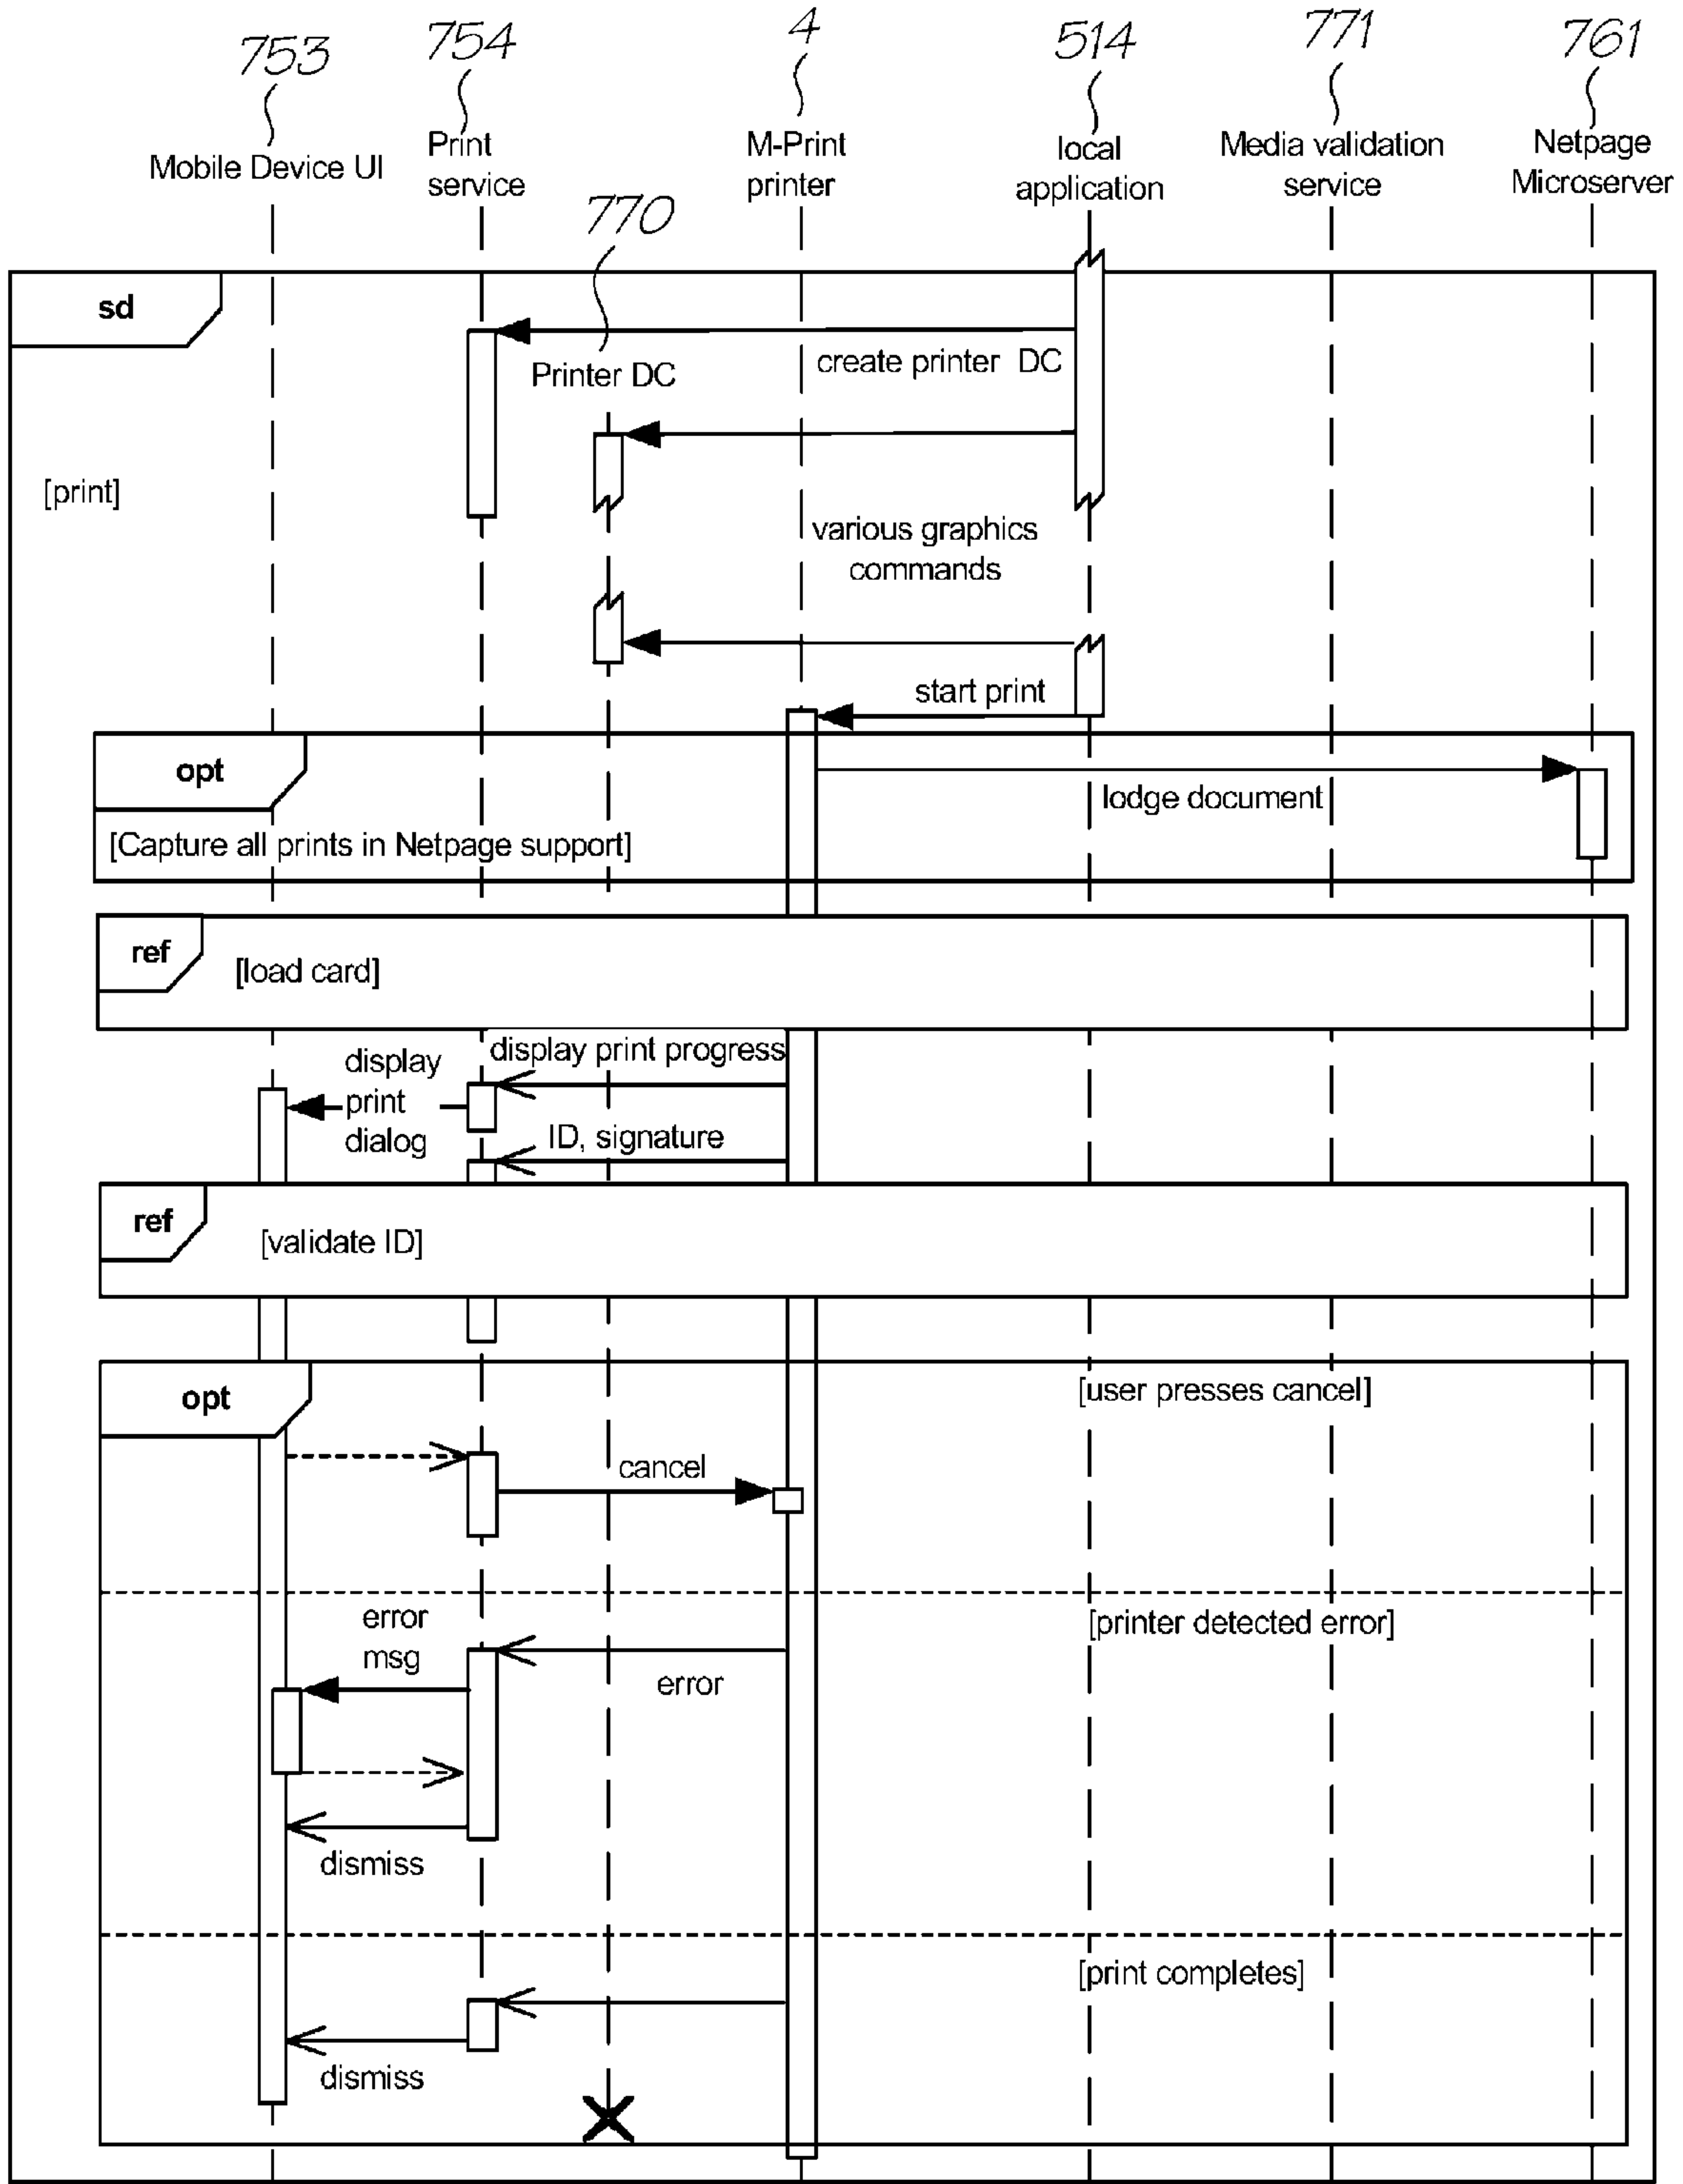 753
754
4
514
771
761
Mobile Device UI
Print
service
M-Print
printer
local
application
Media validation
service
Netpage
Microserver
770
sd
Printer DC
create printer DC
[print]
various graphics
commands
start print
opt
lodge document
[Capture all prints in Netpage support]
ref
[load card]
display print progress
display
print
dialog
ID, signature
ref
[validate ID]
opt
[user presses cancel]
cancel
[printer detected error]
error
msg
error
dismiss
[print completes]
dismiss